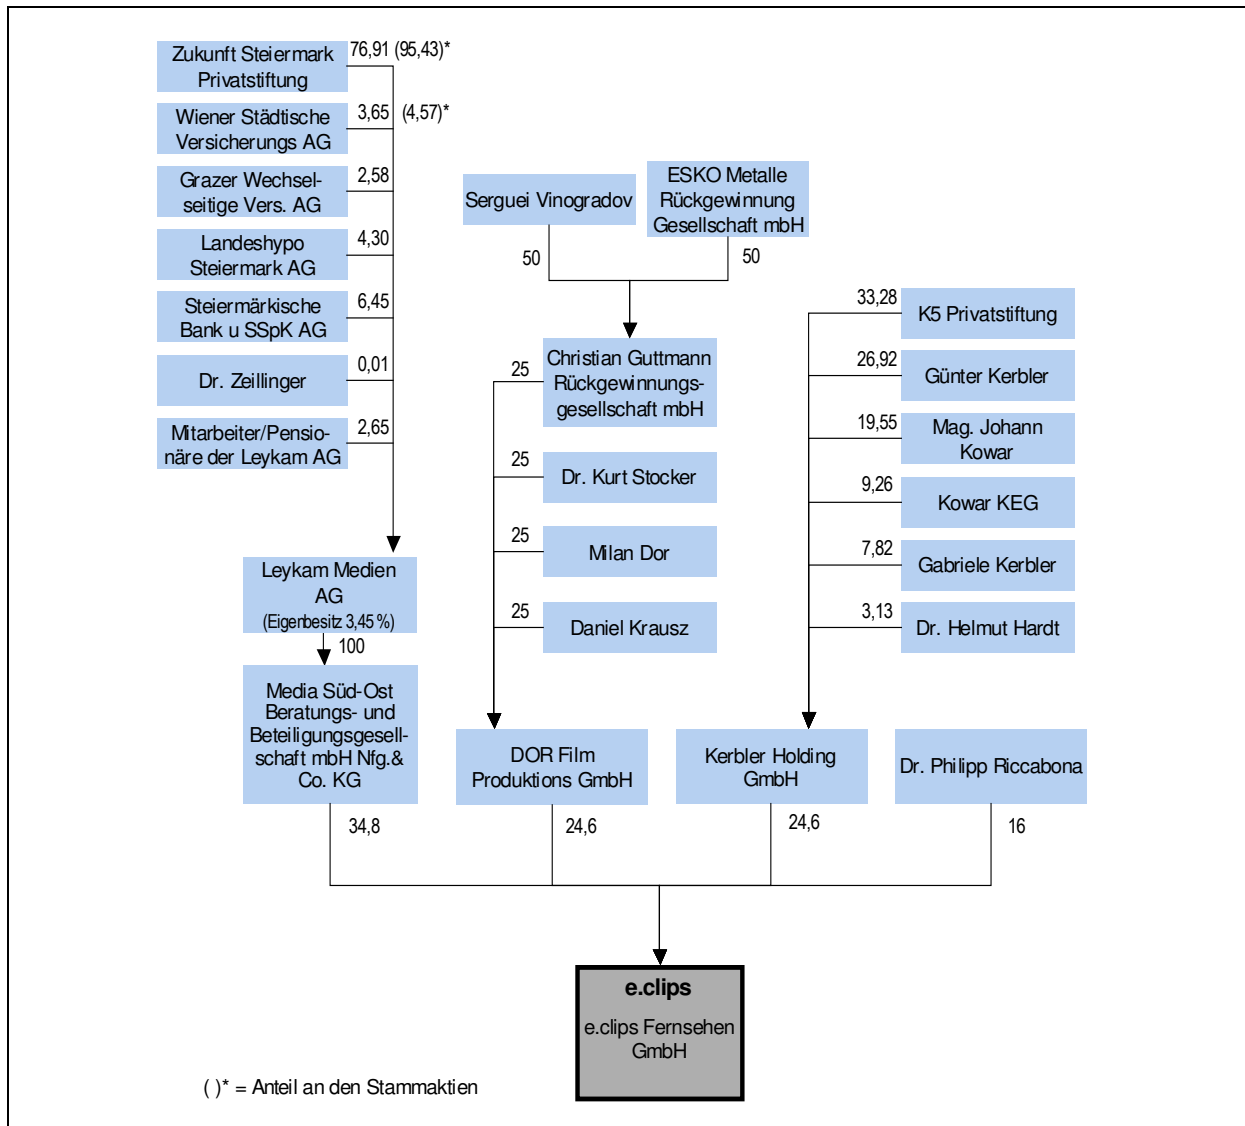 Zukunft Steiermark
Privatstiftung
76,91 (95,43)*
Wiener Städtische
Versicherungs AG
3,65 (4,57)*
Grazer Wechsel-
seitige Vers. AG
2,58
Landeshypo
Steiermark AG
4,30
Steiermärkische
Bank u SSpK AG
6,45
Dr. Zeillinger
0,01
Mitarbeiter/Pensio-
näre der Leykam AG
2,65
Leykam Medien
AG
(Eigenbesitz 3,45 %)
100
Media Süd-Ost
Beratungs- und
Beteiligungsgesell-
schaft mbH Nfg.&
Co. KG
34,8
Serguei Vinogradov
50
ESKO Metalle
Rückgewinnung
Gesellschaft mbH
50
Christian Guttmann
Rückgewinnungs-
gesellschaft mbH
25
Dr. Kurt Stocker
25
Milan Dor
25
Daniel Krausz
25
DOR Film
Produktions GmbH
24,6
33,28
K5 Privatstiftung
26,92
Günter Kerbler
19,55
Mag. Johann
Kowar
9,26
Kowar KEG
7,82
Gabriele Kerbler
3,13
Dr. Helmut Hardt
Kerbler Holding
GmbH
24,6
Dr. Philipp Riccabona
16
e.clips
e.clips Fernsehen
GmbH
( )* = Anteil an den Stammaktien